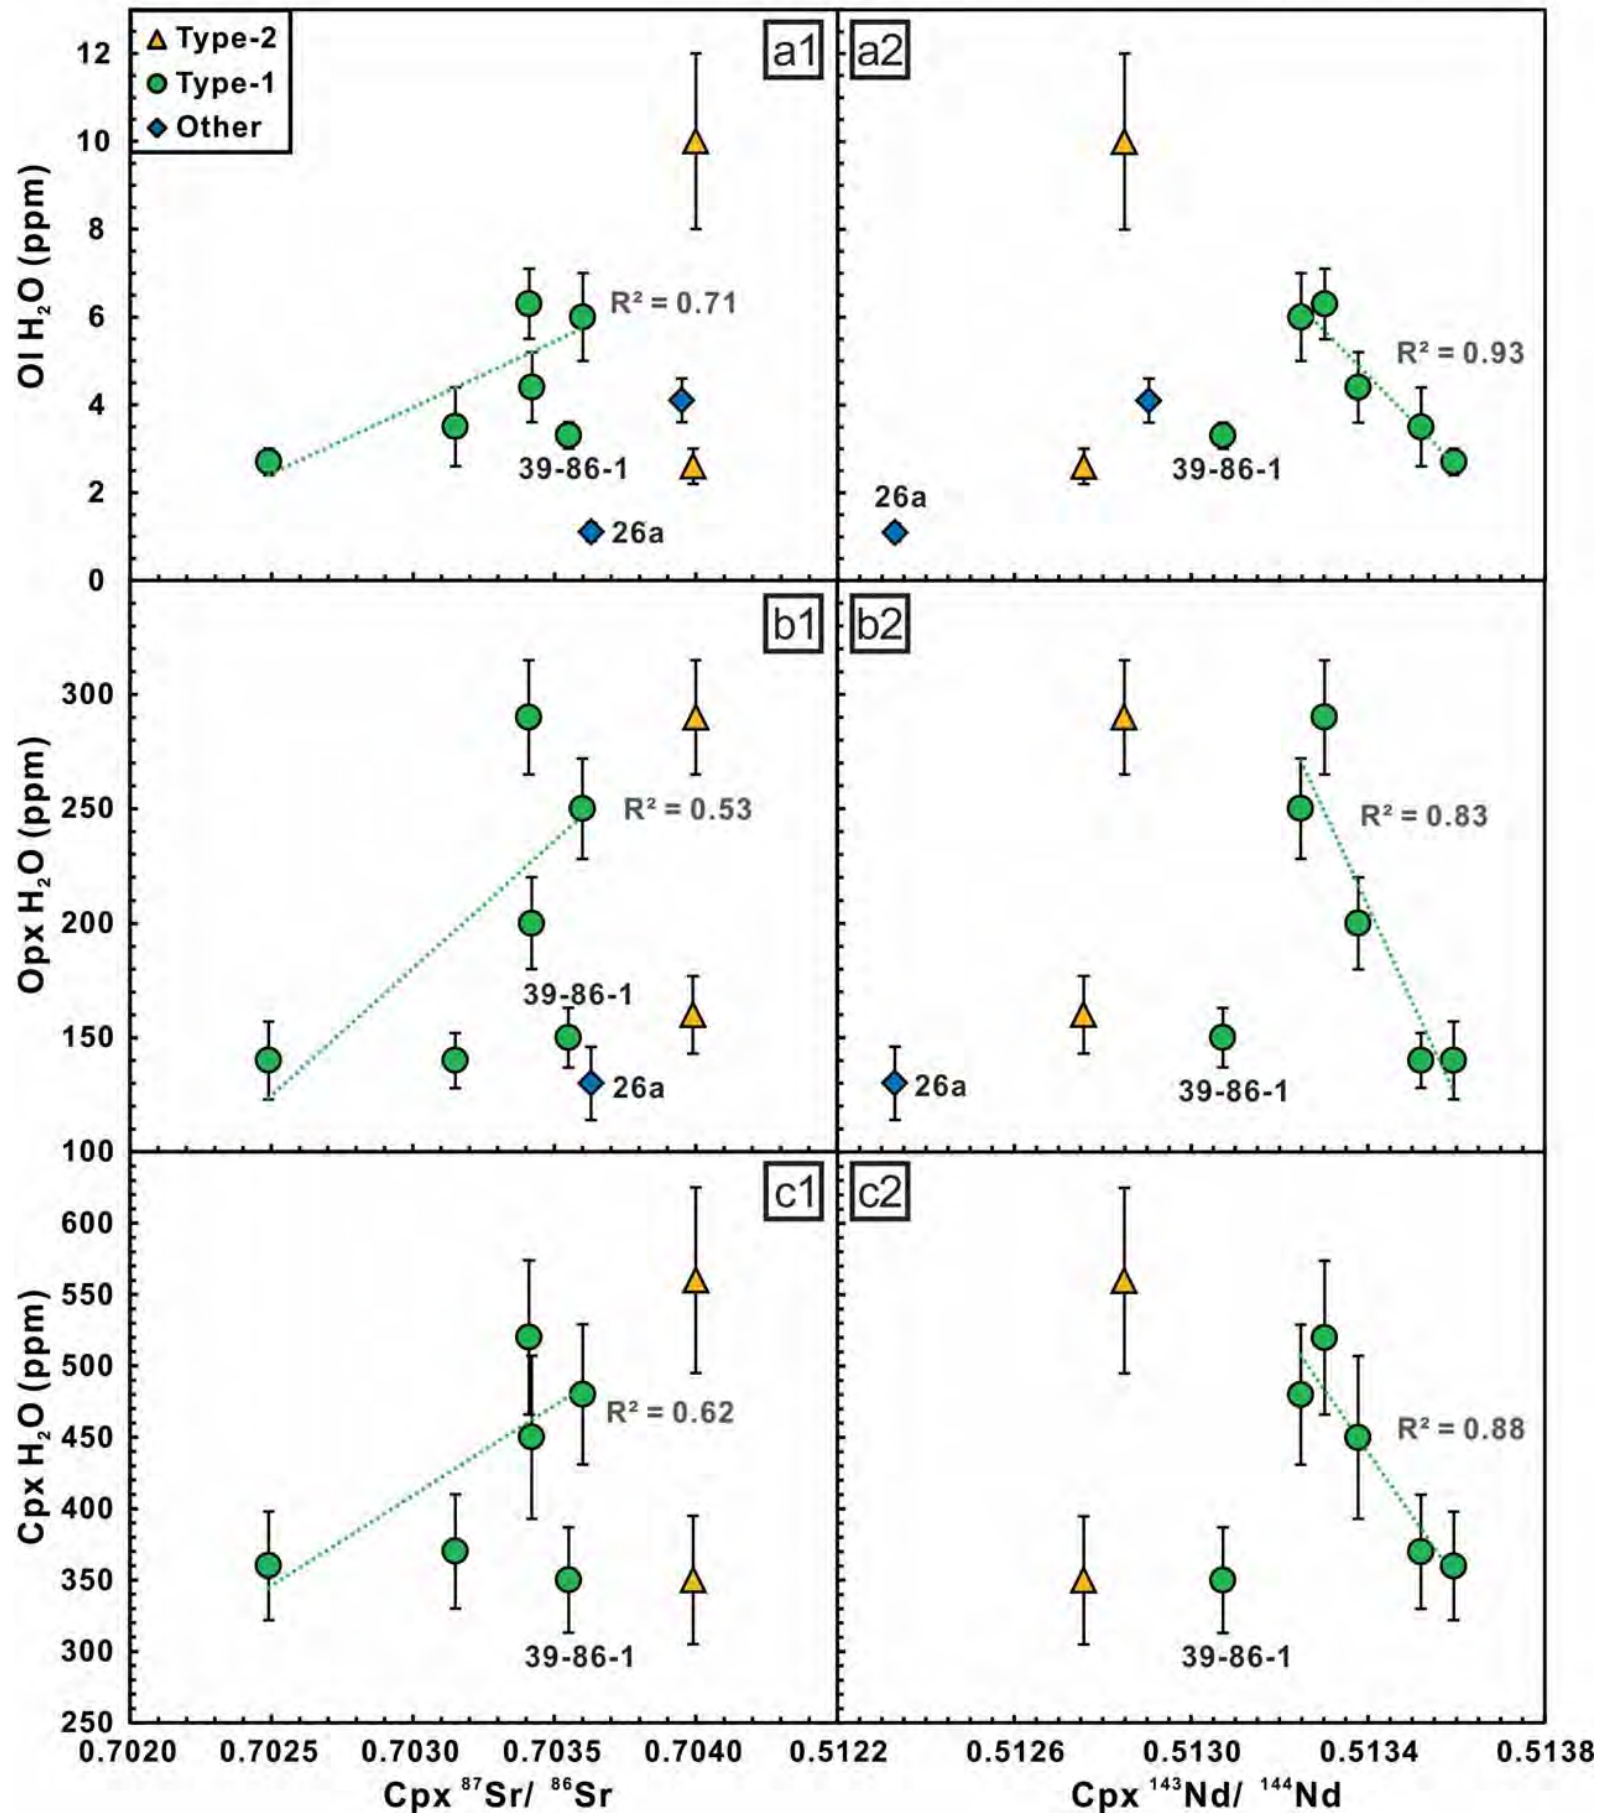 Type-2
Type-1
Other
a1
a2
12
10
8
6
4
2
0
Ol H₂O (ppm)
R² = 0.71
39-86-1
26a
R² = 0.93
39-86-1
26a
b1
b2
300
250
200
150
100
Opx H₂O (ppm)
R² = 0.53
39-86-1
26a
R² = 0.83
39-86-1
26a
c1
c2
600
550
500
450
400
350
300
250
Cpx H₂O (ppm)
R² = 0.62
39-86-1
R² = 0.88
39-86-1
0.7020 0.7025 0.7030 0.7035 0.7040 0.5122 0.5126 0.5130 0.5134 0.5138
Cpx ⁸⁷Sr/ ⁸⁶Sr
Cpx ¹⁴³Nd/ ¹⁴⁴Nd